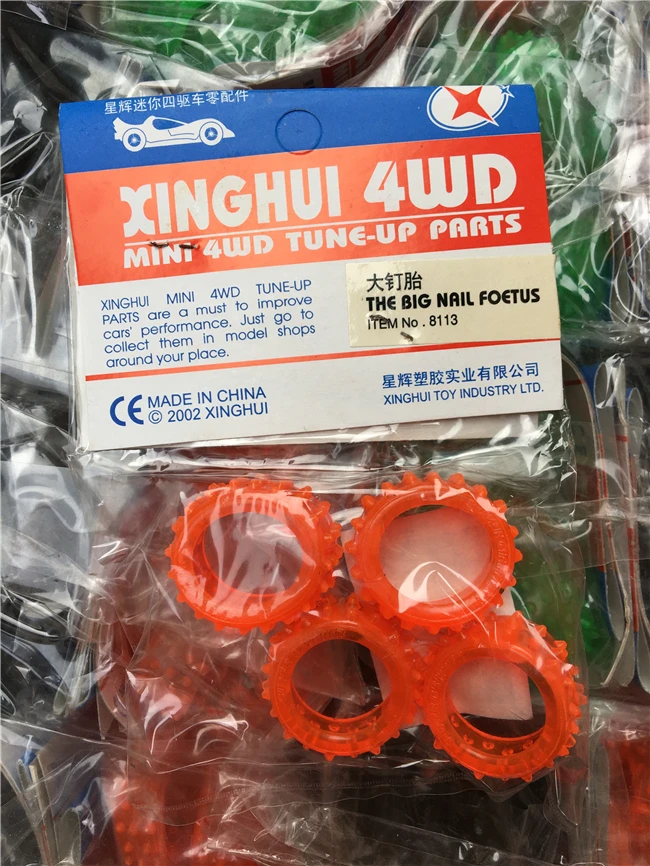 星辉迷你四驱车零配件
XINGHUI 4WD
MINI 4WD TUNE-UP PARTS
XINGHUI MINI 4WD TUNE-UP
PARTS are a must to improve
cars' performance. Just go to
collect them in model shops
around your place.
大钉胎
THE BIG NAIL FOETUS
ITEM No . 8113
CE MADE IN CHINA
© 2002 XINGHUI
星辉塑胶实业有限公司
XINGHUI TOY INDUSTRY LTD.